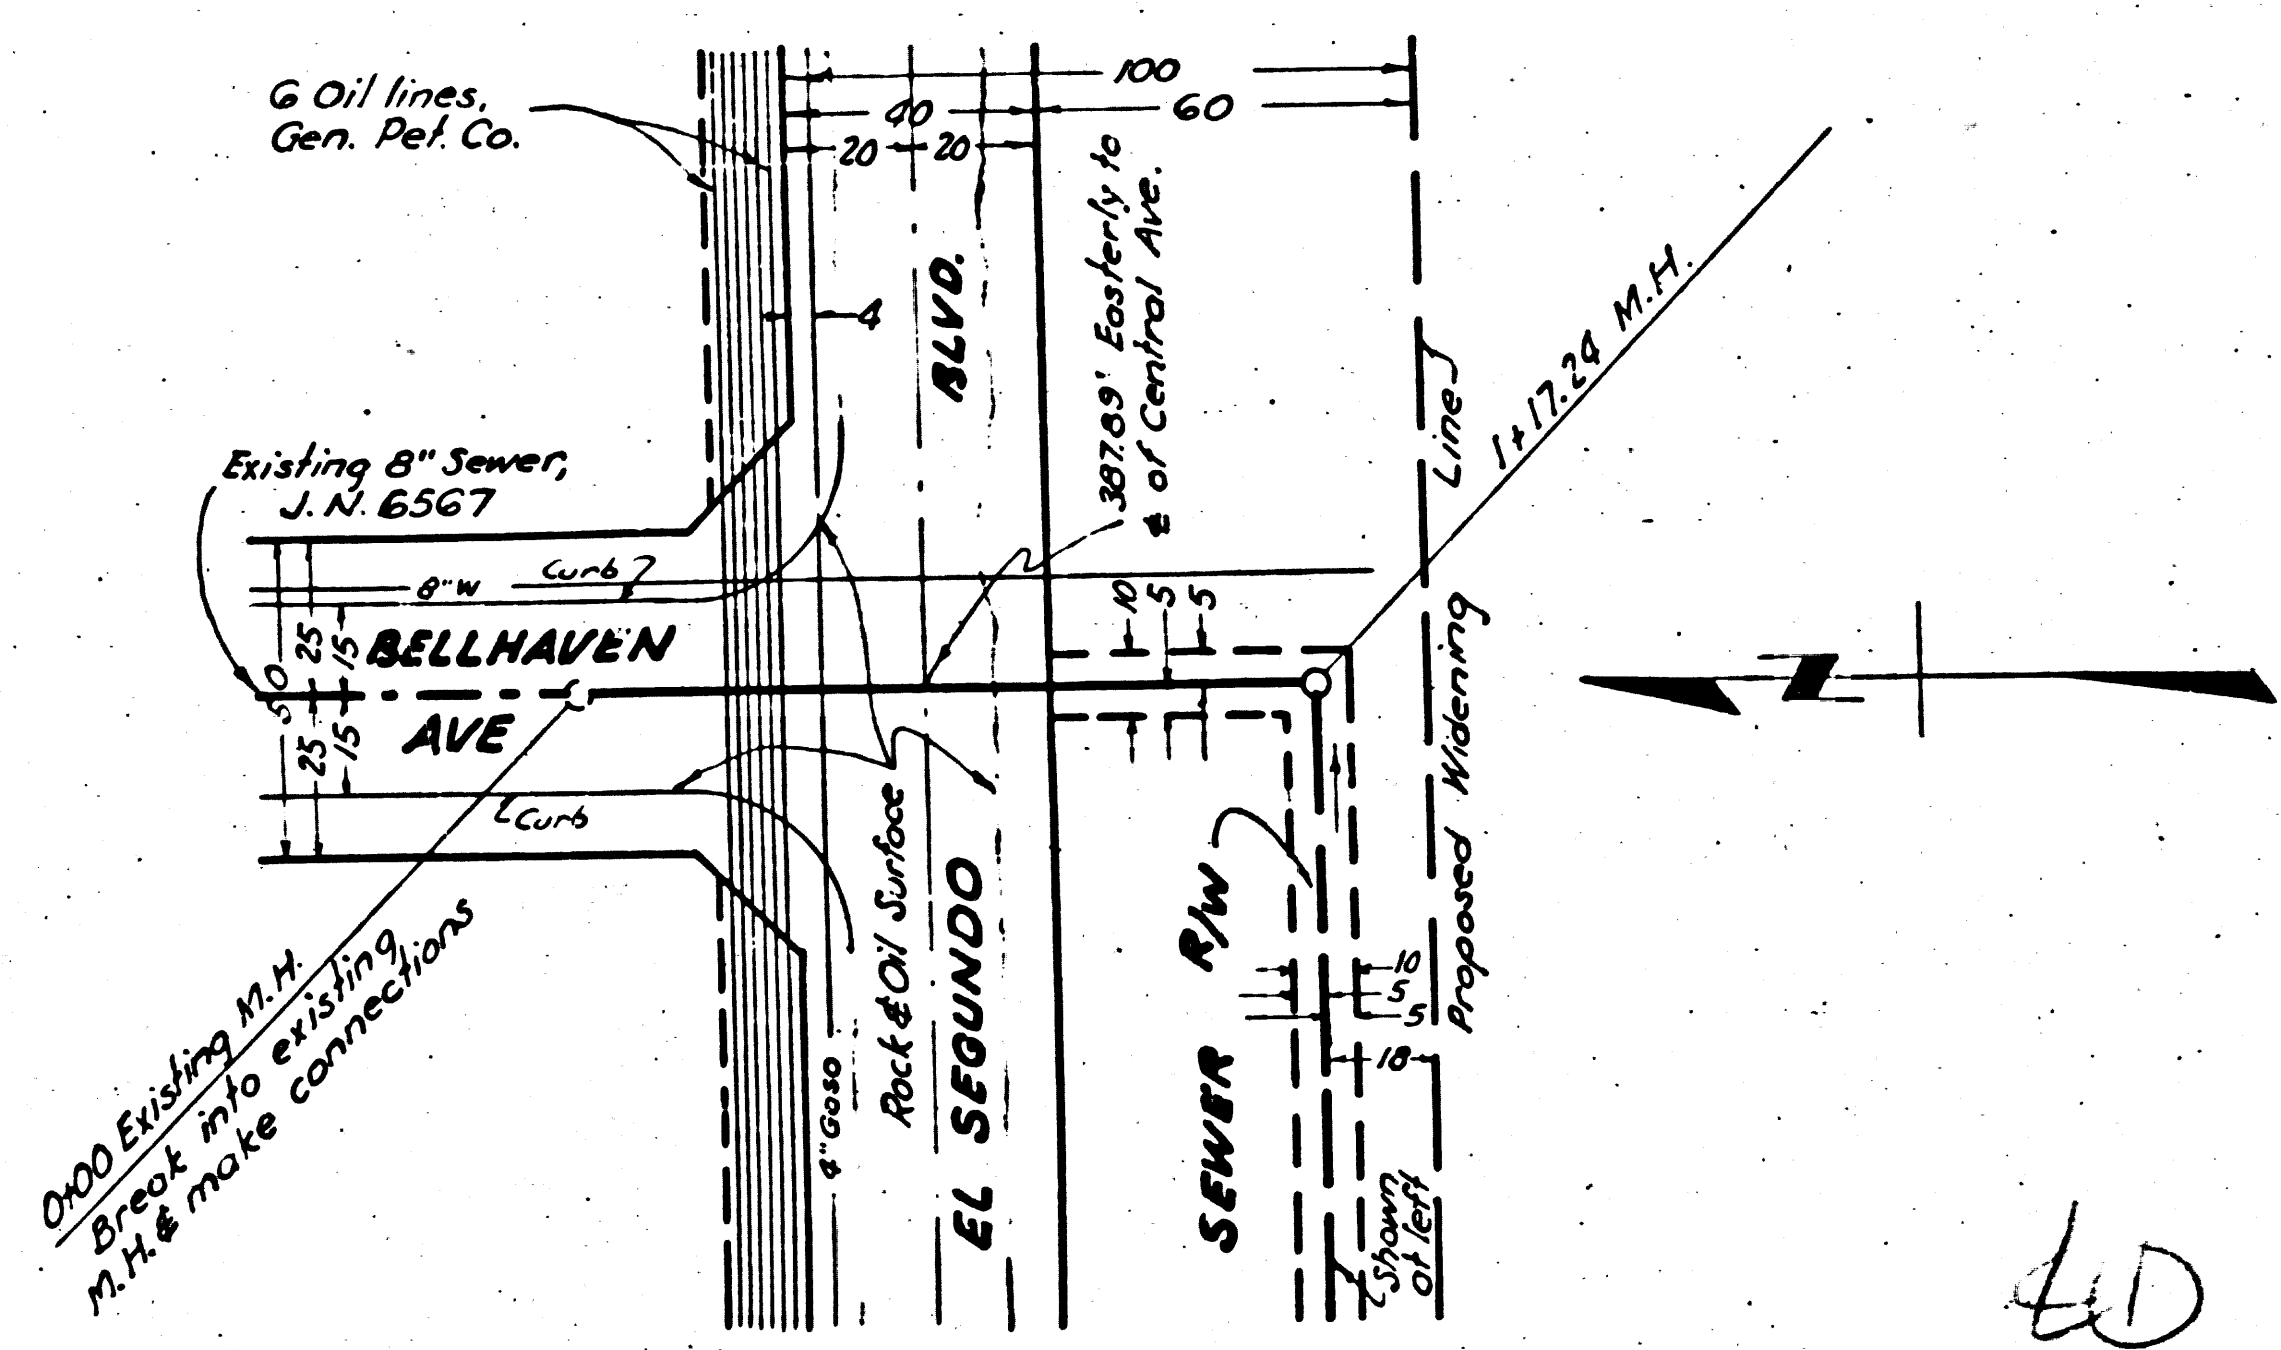 6 Oil lines,
Gen. Pet. Co.
100
40
60
20
20
4
BLVD.
387.89' Easterly to
℄ of Central Ave.
1+17.24 M.H.
Existing 8" Sewer,
J. N. 6567
8" W
Curb
50
25
15
25
15
BELLHAVEN
AVE
Curb
10
5
5
Proposed Widening Line
Z
Rock & Oil Surface
EL SEGUNDO
4" Gaso
SEWER R/W
10
5
5
18
Shown
at left
0+00 Existing M.H.
Break into existing
M.H. & make connections